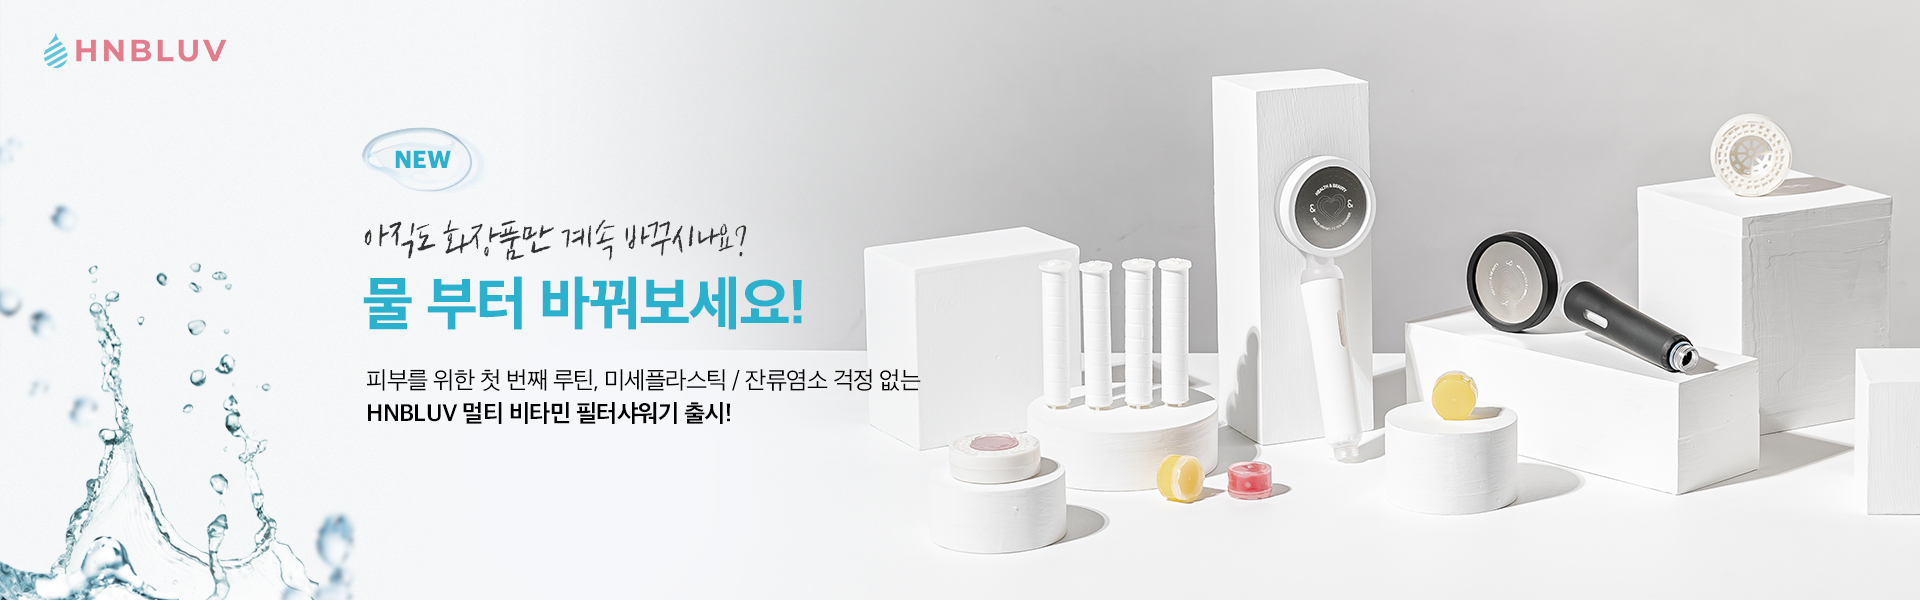 HNBLUV
NEW
아직도 화장품만 계속 바꾸시나요?
물 부터 바꿔보세요!
피부를 위한 첫 번째 루틴, 미세플라스틱 / 잔류염소 걱정 없는
HNBLUV 멀티 비타민 필터샤워기 출시!
HEALTH & BEAUTY
&
&